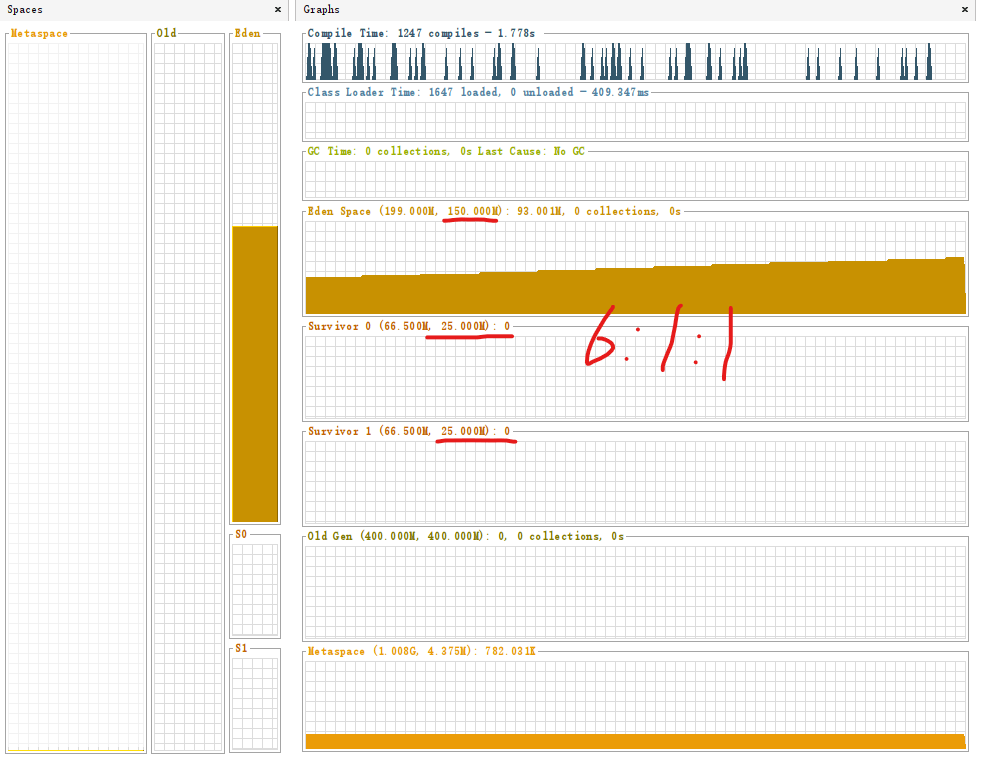 Spaces
Metaspace
Old
Eden
S0
S1
Graphs
Compile Time: 1247 compiles - 1.778s
Class Loader Time: 1647 loaded, 0 unloaded - 409.347ms
GC Time: 0 collections, 0s Last Cause: No GC
Eden Space (199.000M, 150.000M): 93.001M, 0 collections, 0s
Survivor 0 (66.500M, 25.000M): 0
6:1:1
Survivor 1 (66.500M, 25.000M): 0
Old Gen (400.000M, 400.000M): 0, 0 collections, 0s
Metaspace (1.008G, 4.375M): 782.031K